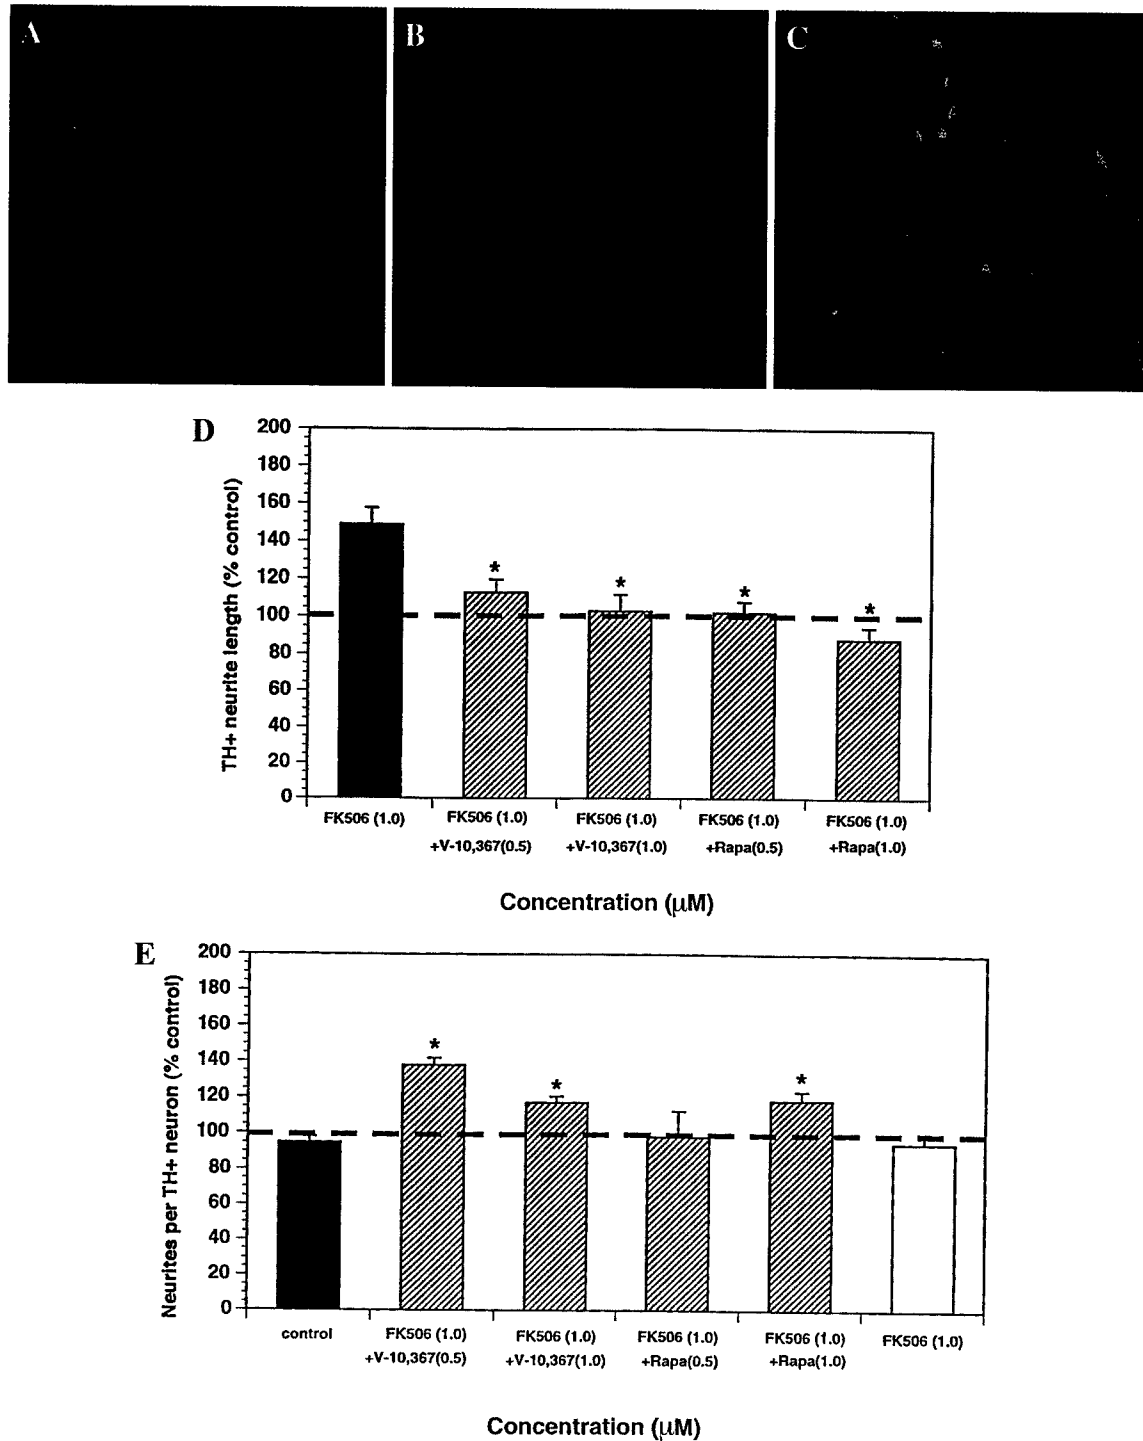 A
B
C
D
200
180
160
140
120
100
80
60
40
20
0
TH+ neurite length (% control)
*
*
*
*
FK506 (1.0)
FK506 (1.0)
+V-10,367(0.5)
FK506 (1.0)
+V-10,367(1.0)
FK506 (1.0)
+Rapa(0.5)
FK506 (1.0)
+Rapa(1.0)
Concentration (μM)
E
200
180
160
140
120
100
80
60
40
20
0
Neurites per TH+ neuron (% control)
*
*
*
control
FK506 (1.0)
+V-10,367(0.5)
FK506 (1.0)
+V-10,367(1.0)
FK506 (1.0)
+Rapa(0.5)
FK506 (1.0)
+Rapa(1.0)
FK506 (1.0)
Concentration (μM)